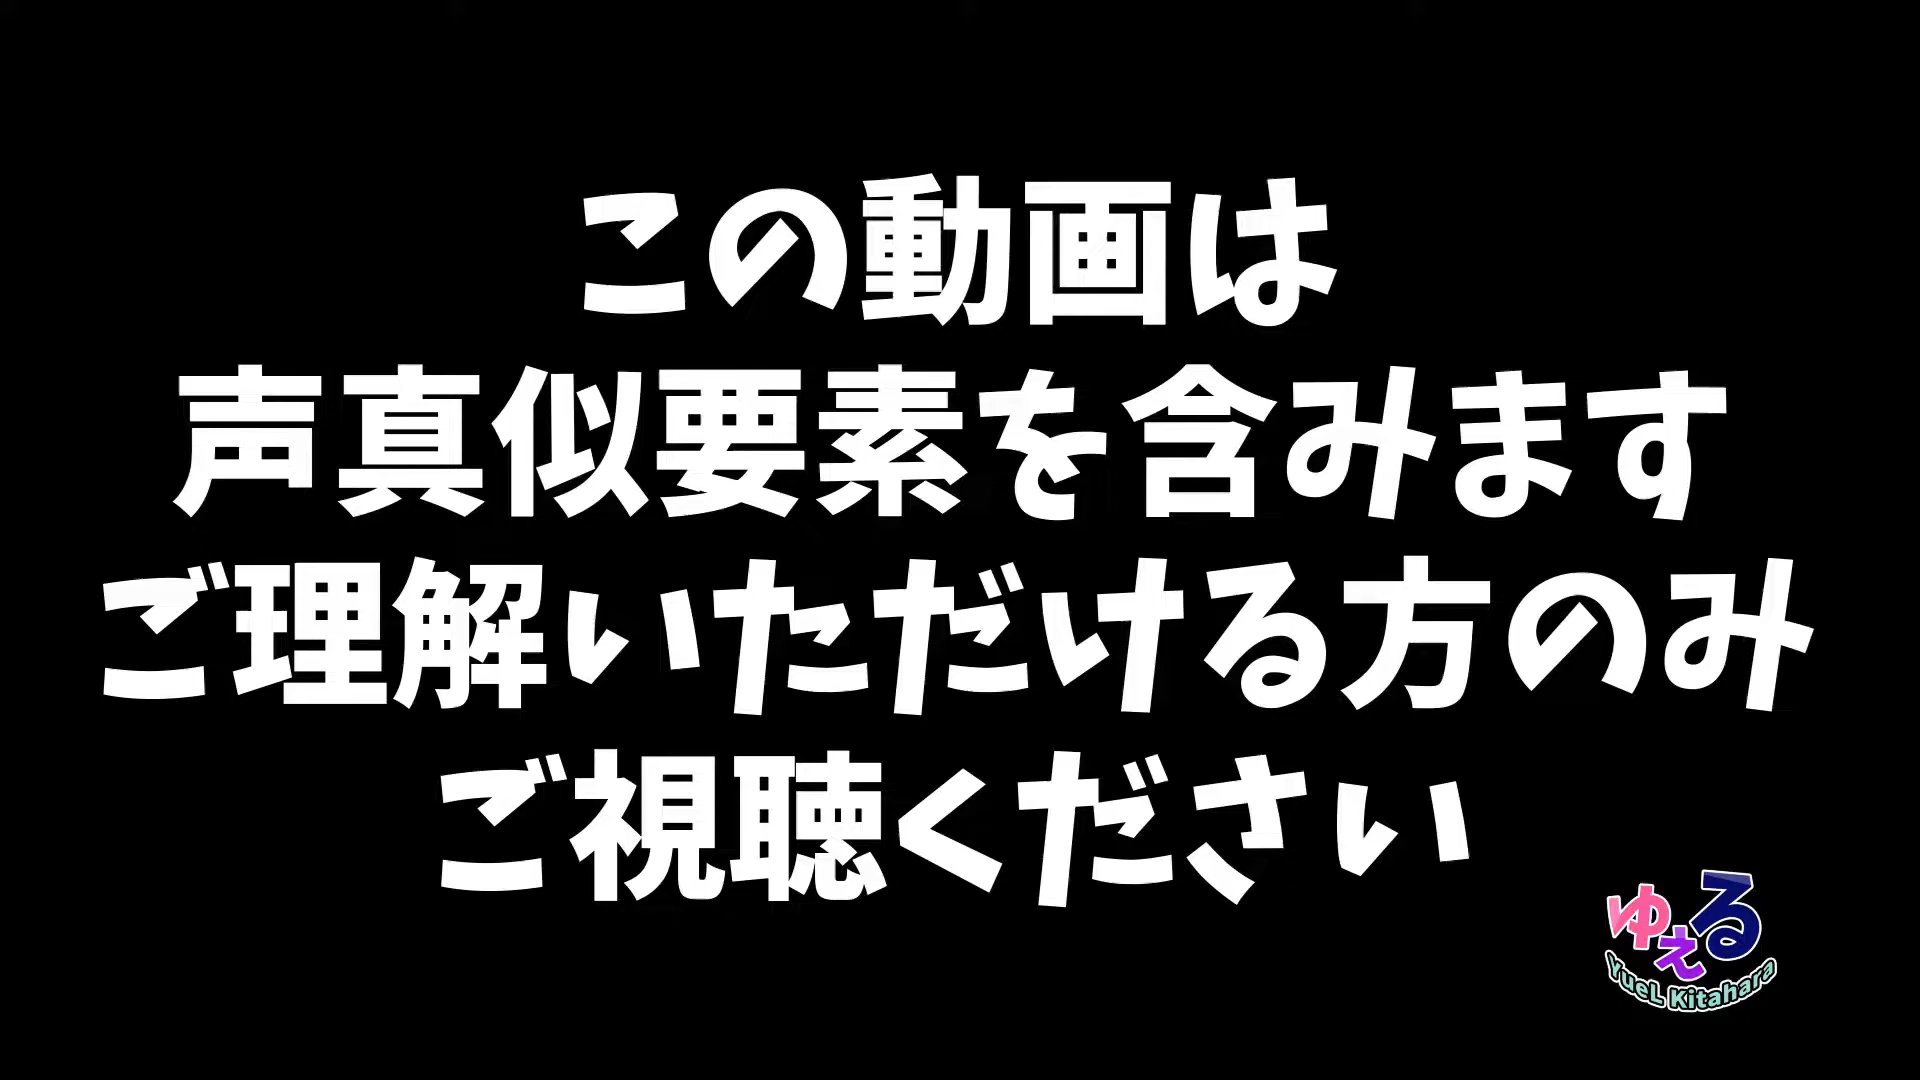 この動画は
声真似要素を含みます
ご理解いただける方のみ
ご視聴ください
ゆぇる
YueL Kitahara